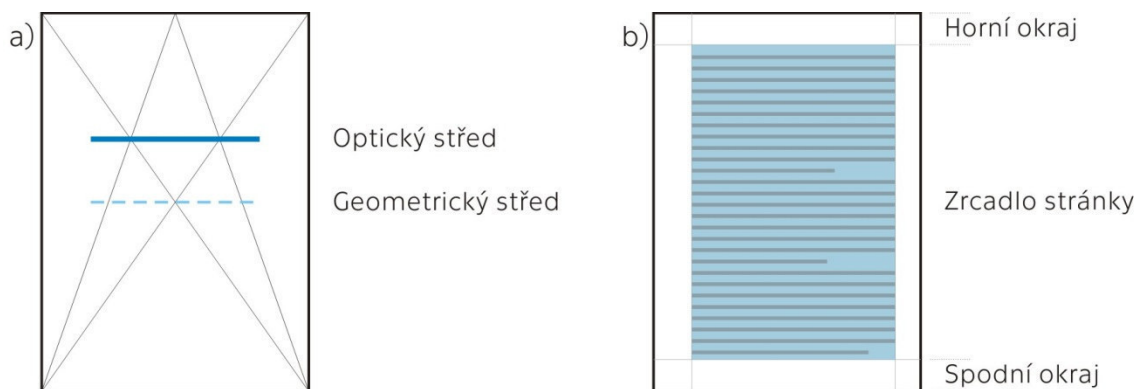 a)
Optický střed
Geometrický střed
b)
Horní okraj
Zrcadlo stránky
Spodní okraj